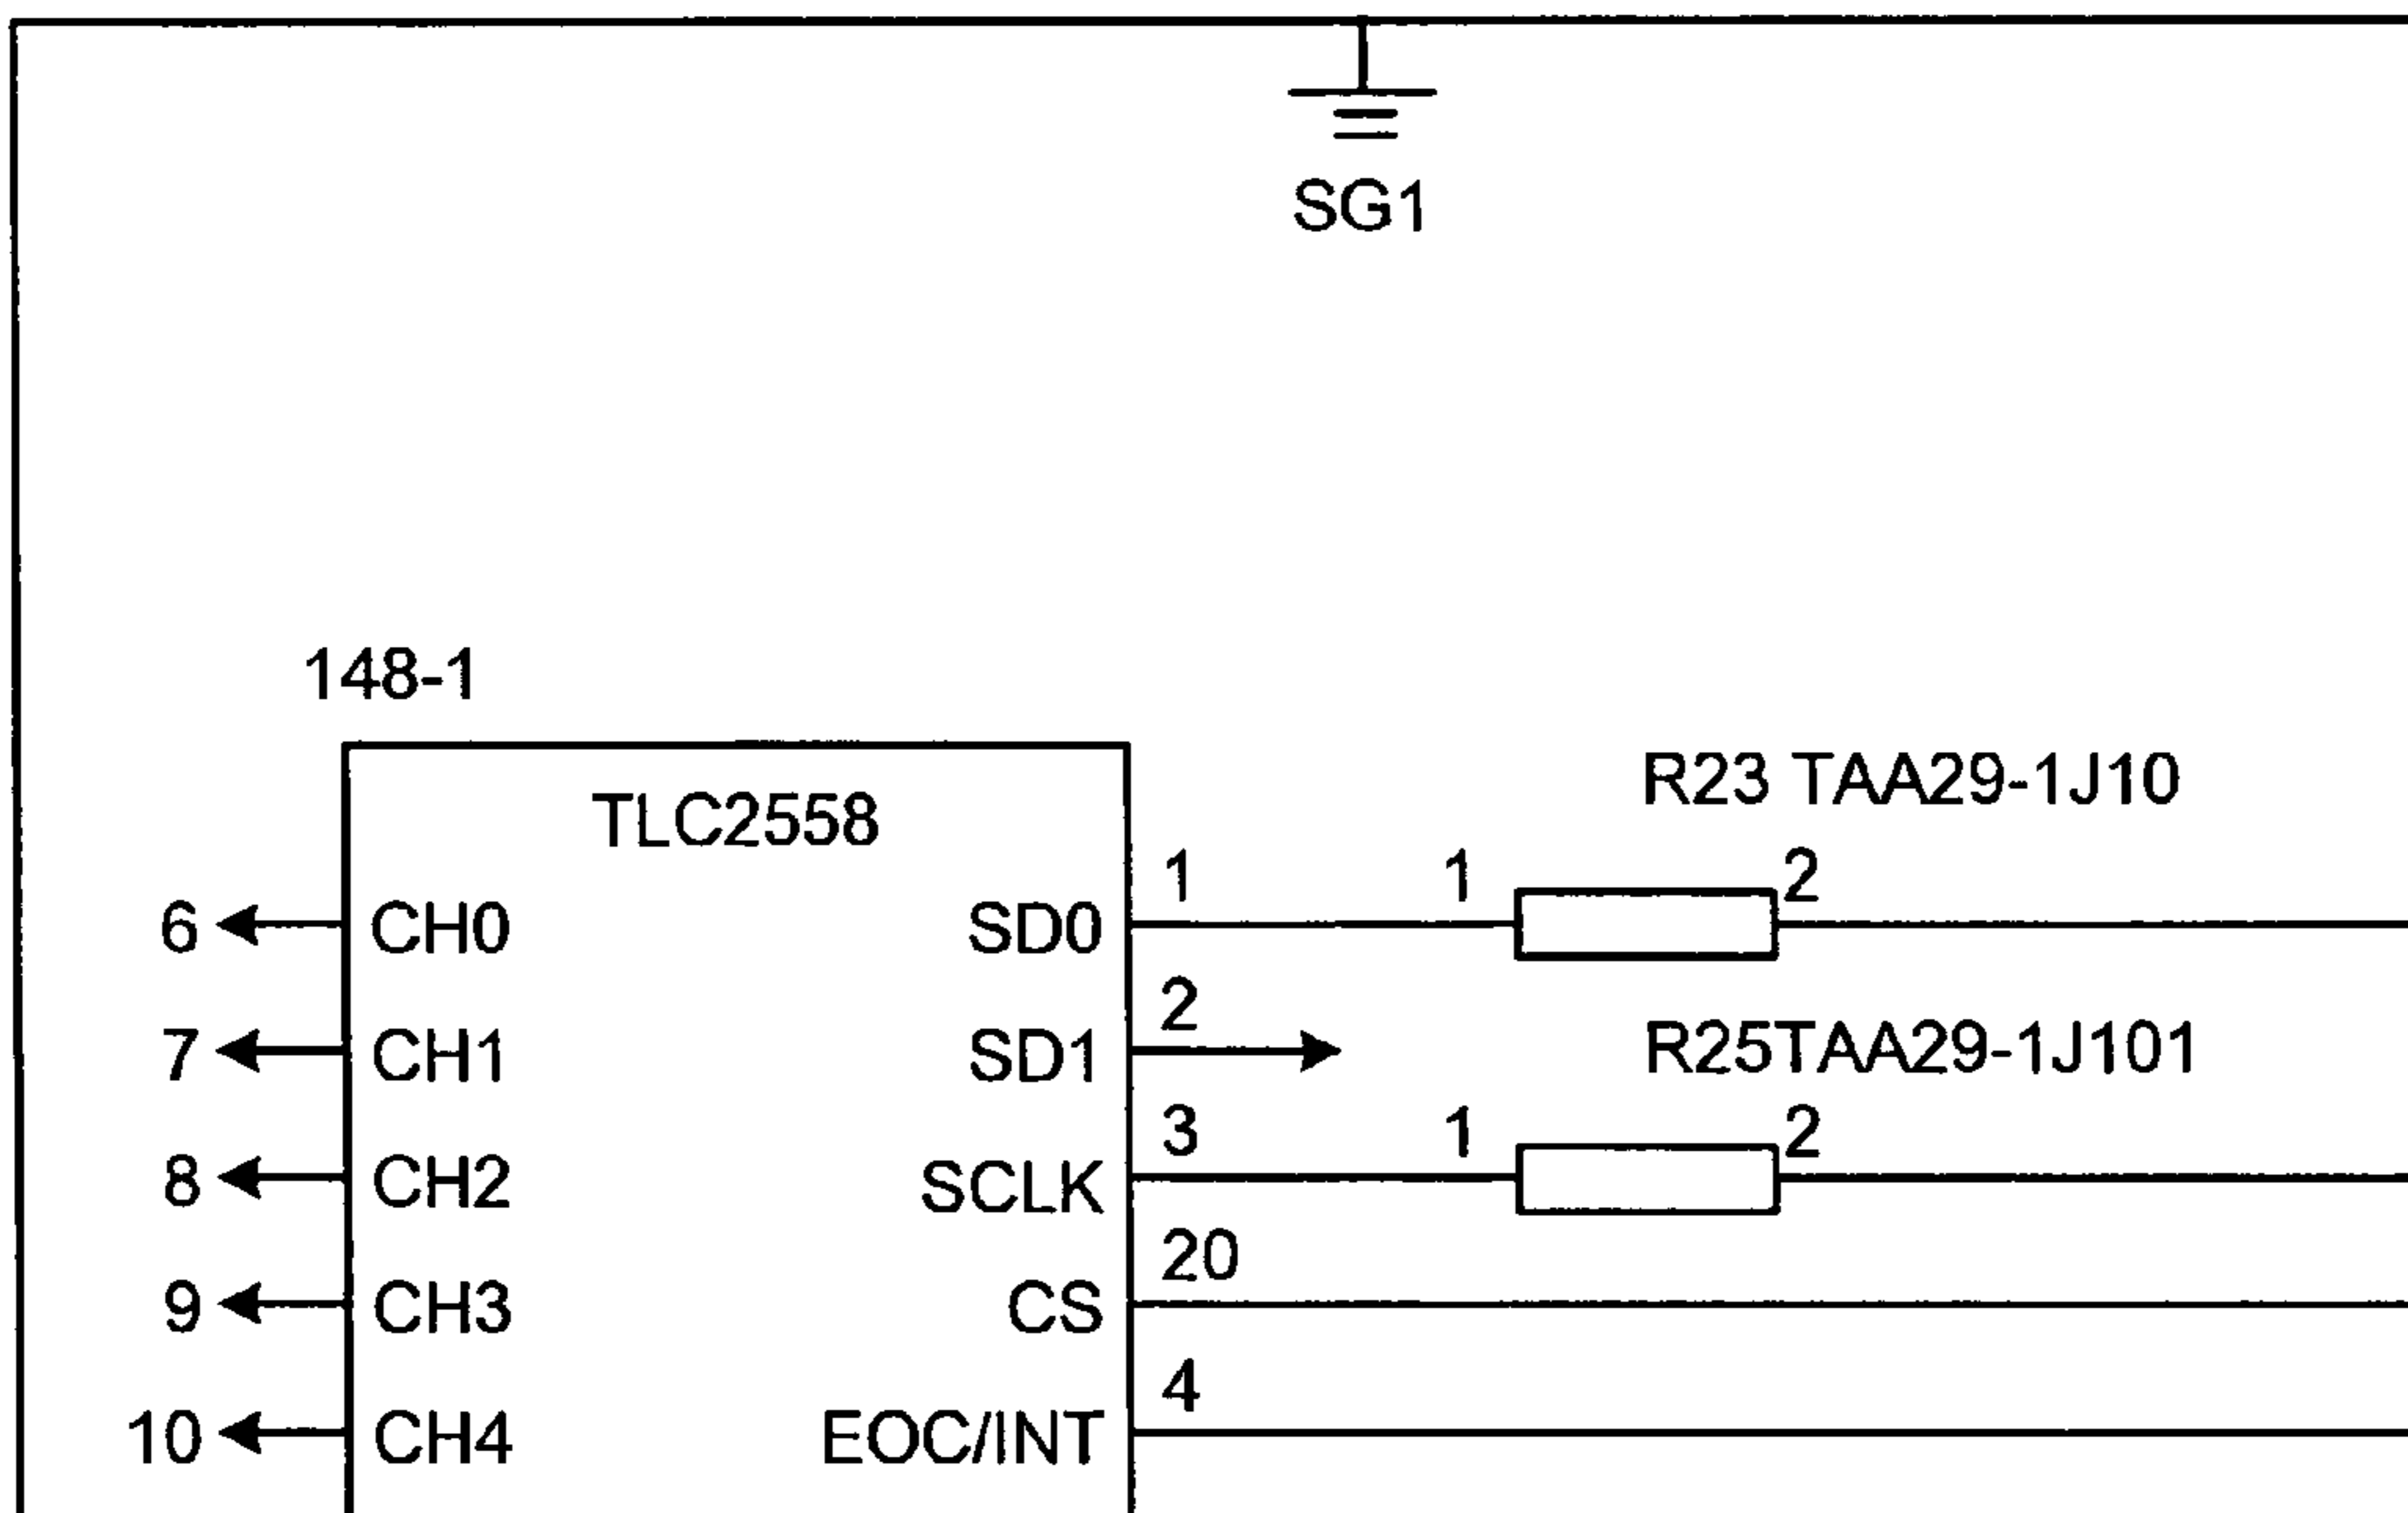 SG1
148-1
TLC2558
R23 TAA29-1J10
1 1 2
6 CH0 SD0
2
7 CH1 SD1
R25TAA29-1J101
3 1 2
8 CH2 SCLK
20
9 CH3 CS
4
10 CH4 EOC/INT